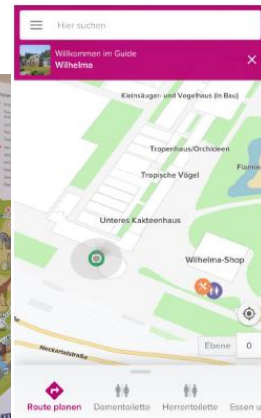 Hier suchen
Willkommen im Guide
Wilhelma
Kleinsäuger- und Vogelhaus (in Bau)
Tropenhaus/Orchideen
Flamin
Tropische Vögel
Unteres Kakteenhaus
Wilhelma-Shop
Ebene 0
Neckartalstraße
Route planen
Damentoilette
Herrentoilette
Essen u